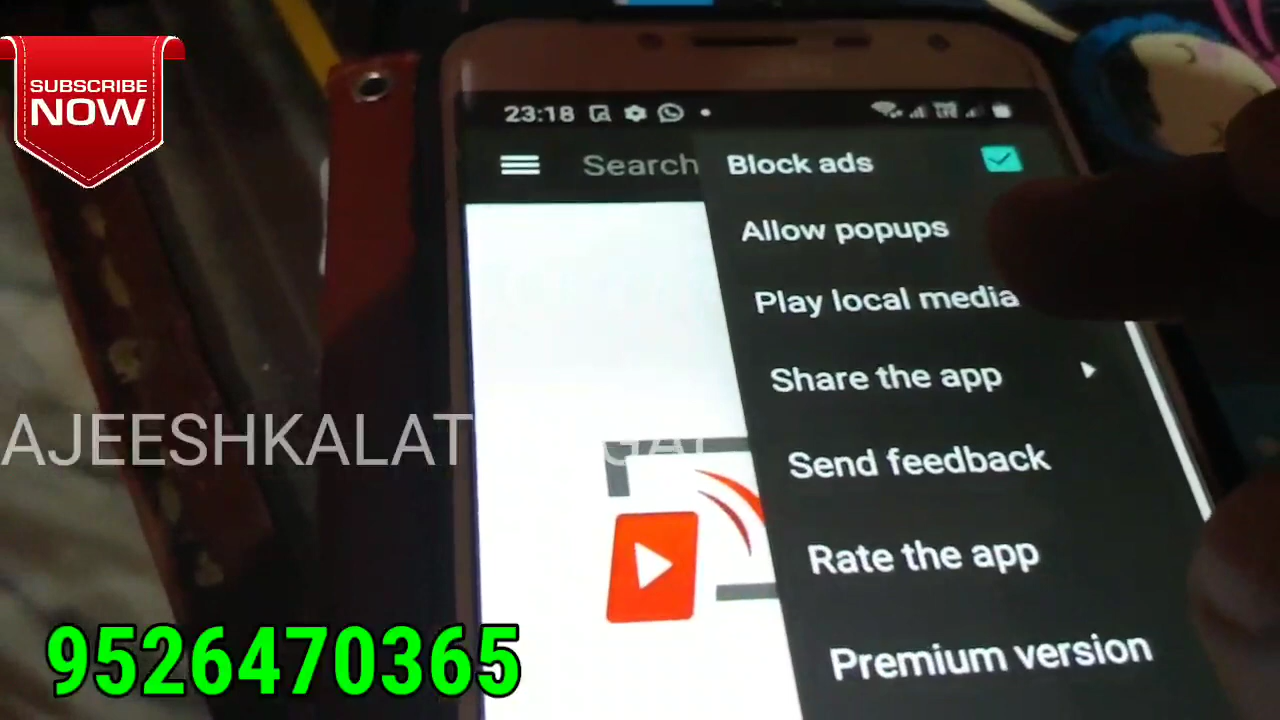 SUBSCRIBE
NOW
23:18
Search
Block ads
Allow popups
Play local media
Share the app
Send feedback
Rate the app
Premium version
AJEESHKALAT
9526470365